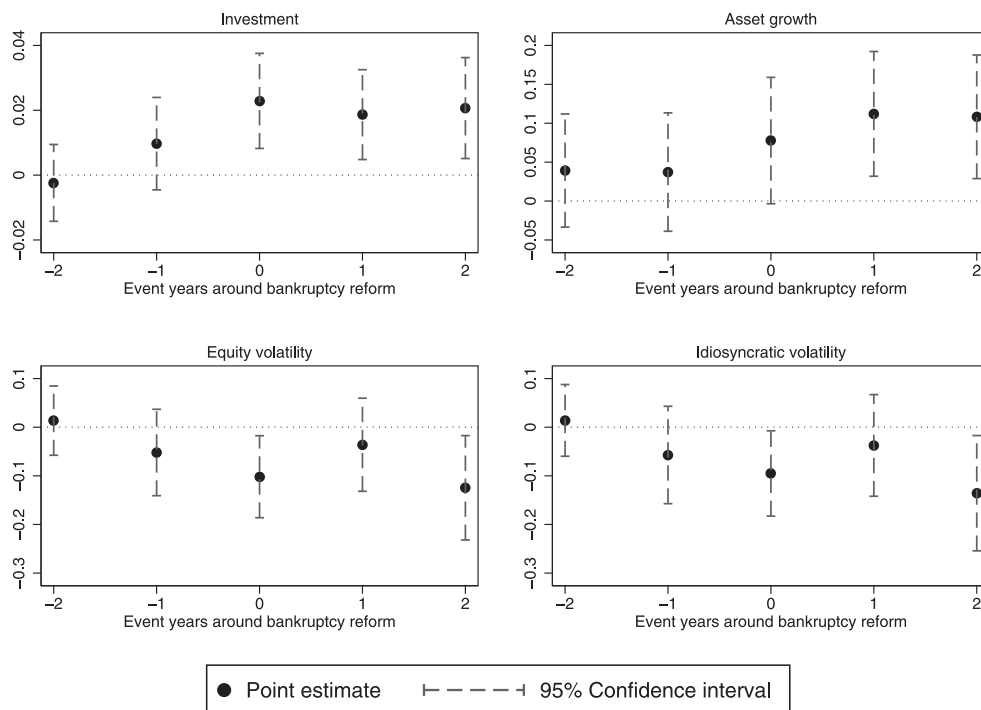 Investment
0.04
0.02
0
−0.02
−2 −1 0 1 2
Event years around bankruptcy reform
Asset growth
0.2
0.15
0.1
0.05
0
−0.05
−2 −1 0 1 2
Event years around bankruptcy reform
Equity volatility
0.1
0
−0.1
−0.2
−0.3
−2 −1 0 1 2
Event years around bankruptcy reform
Idiosyncratic volatility
0.1
0
−0.1
−0.2
−0.3
−2 −1 0 1 2
Event years around bankruptcy reform
Point estimate 95% Confidence interval